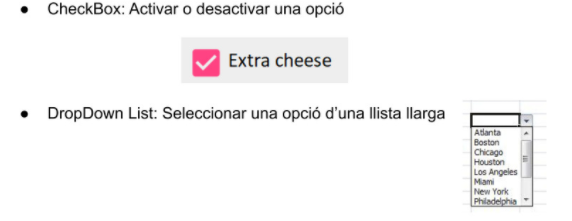 ● CheckBox: Activar o desactivar una opció
Extra cheese
● DropDown List: Seleccionar una opció d'una llista llarga
Atlanta
Boston
Chicago
Houston
Los Angeles
Miami
New York
Philadelphia